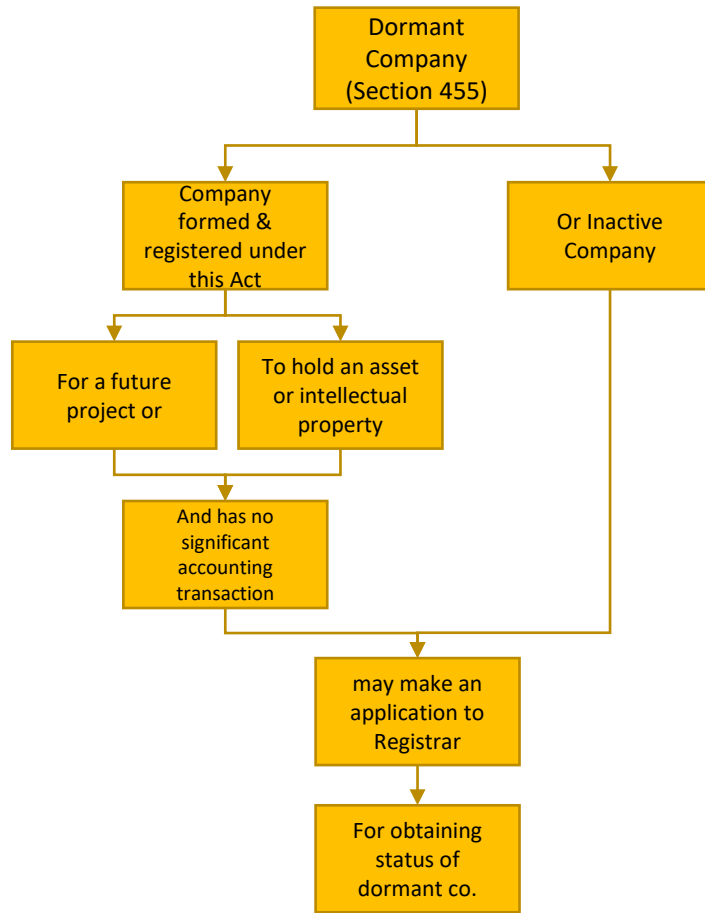 Dormant
Company
(Section 455)
Company
formed &
registered under
this Act
Or Inactive
Company
For a future
project or
To hold an asset
or intellectual
property
And has no
significant
accounting
transaction
may make an
application to
Registrar
For obtaining
status of
dormant co.